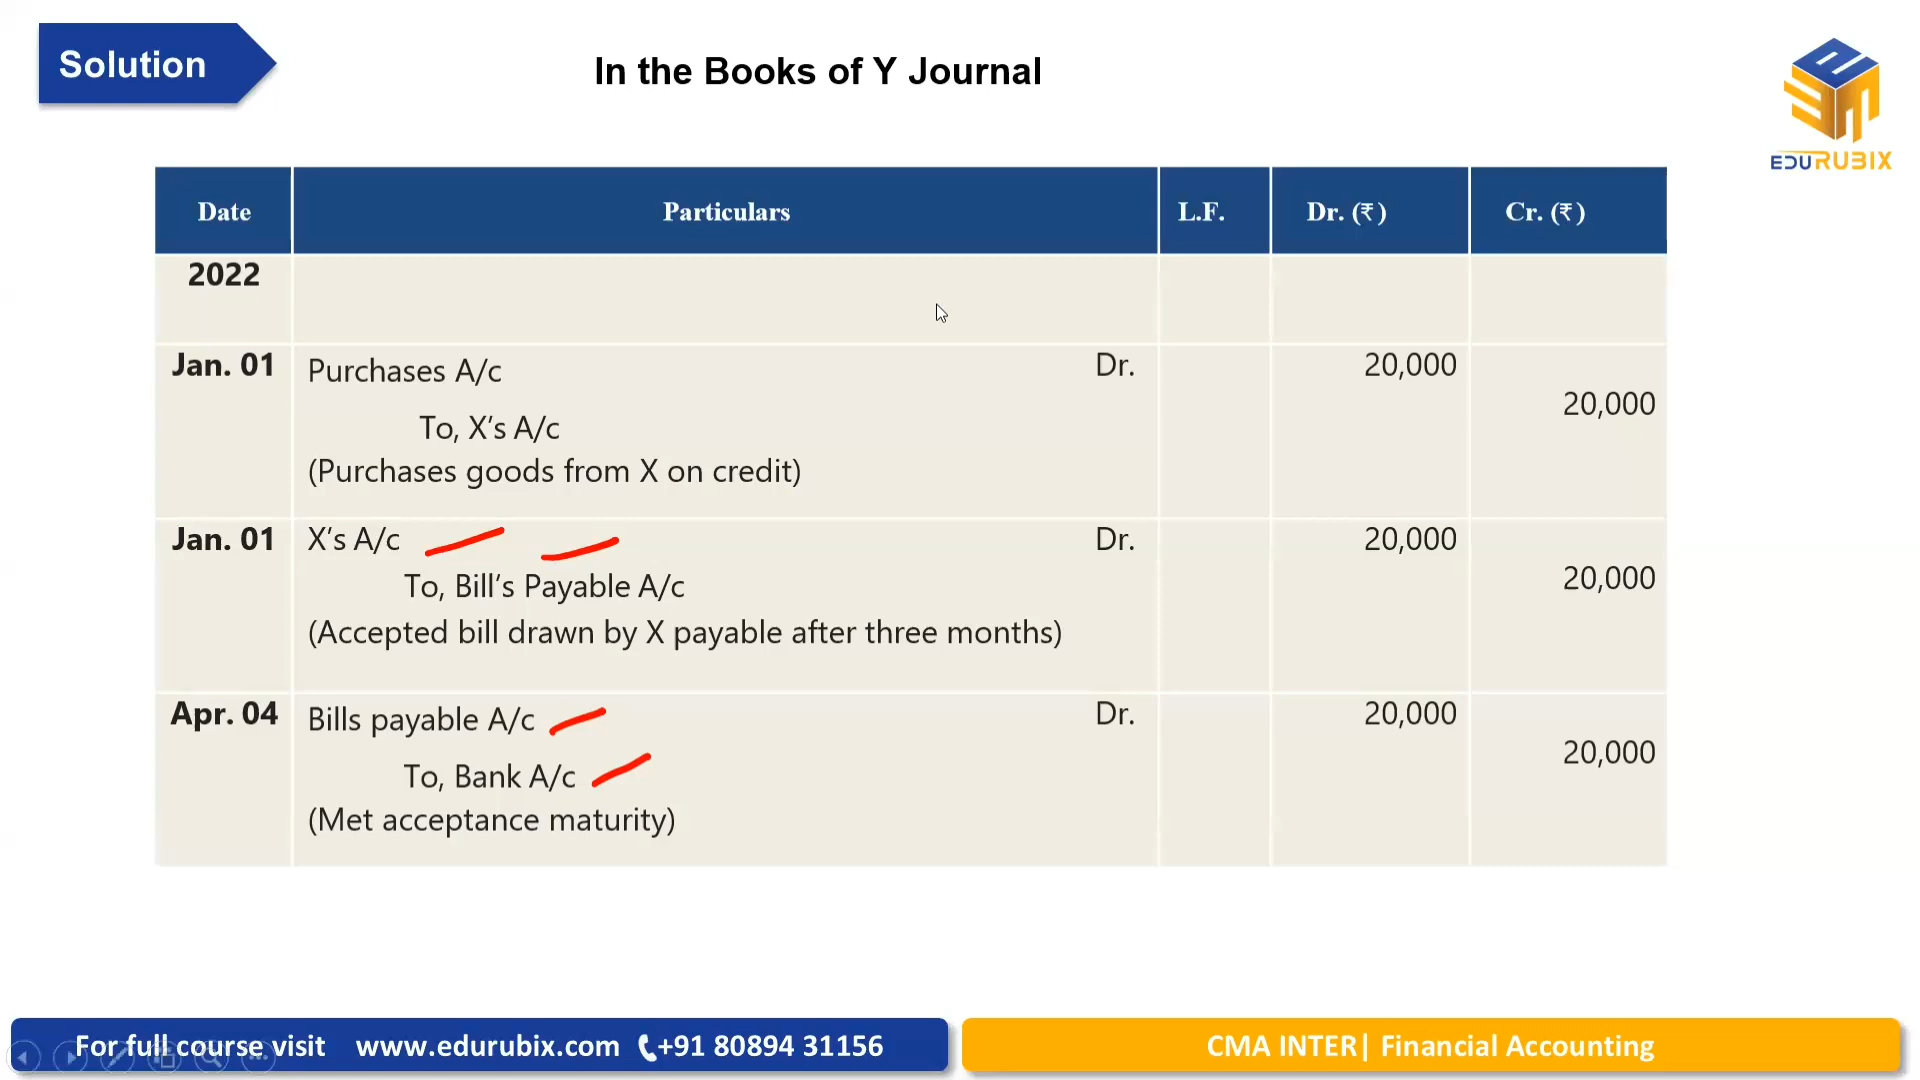 Solution
In the Books of Y Journal
EDURUBIX
Date Particulars L.F. Dr. (₹) Cr. (₹)
2022
Jan. 01 Purchases A/c Dr. 20,000
20,000
To, X’s A/c
(Purchases goods from X on credit)
Jan. 01 X’s A/c Dr. 20,000
20,000
To, Bill’s Payable A/c
(Accepted bill drawn by X payable after three months)
Apr. 04 Bills payable A/c Dr. 20,000
20,000
To, Bank A/c
(Met acceptance maturity)
For full course visit www.edurubix.com +91 80894 31156
CMA INTER| Financial Accounting